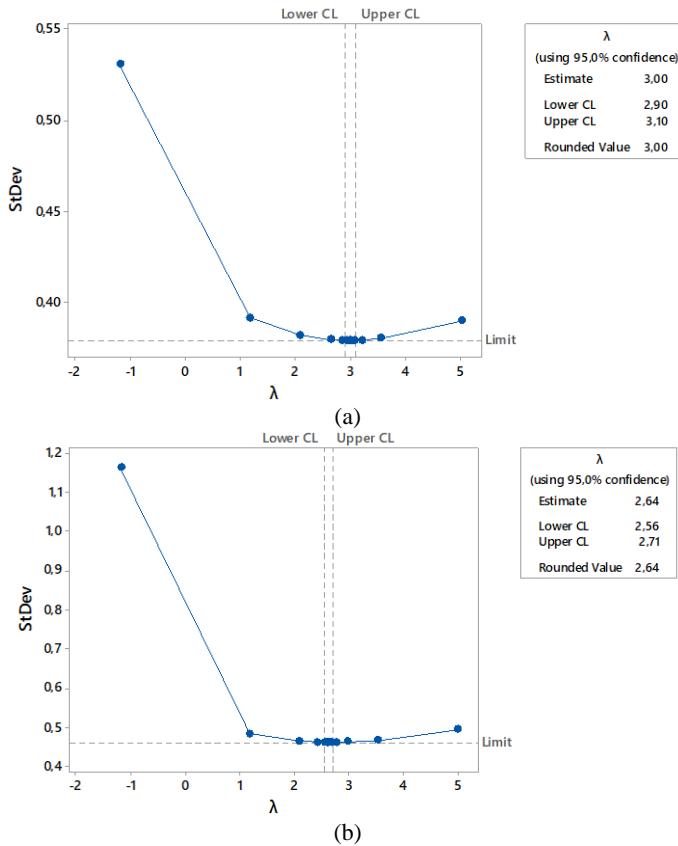 Lower CL Upper CL
0,55
0,50
0,45
0,40
StDev
Limit
-2 -1 0 1 2 3 4 5
λ
λ
(using 95,0% confidence)
Estimate 3,00
Lower CL 2,90
Upper CL 3,10
Rounded Value 3,00
(a)
Lower CL Upper CL
1,2
1,1
1,0
0,9
0,8
0,7
0,6
0,5
0,4
StDev
Limit
-2 -1 0 1 2 3 4 5
λ
λ
(using 95,0% confidence)
Estimate 2,64
Lower CL 2,56
Upper CL 2,71
Rounded Value 2,64
(b)